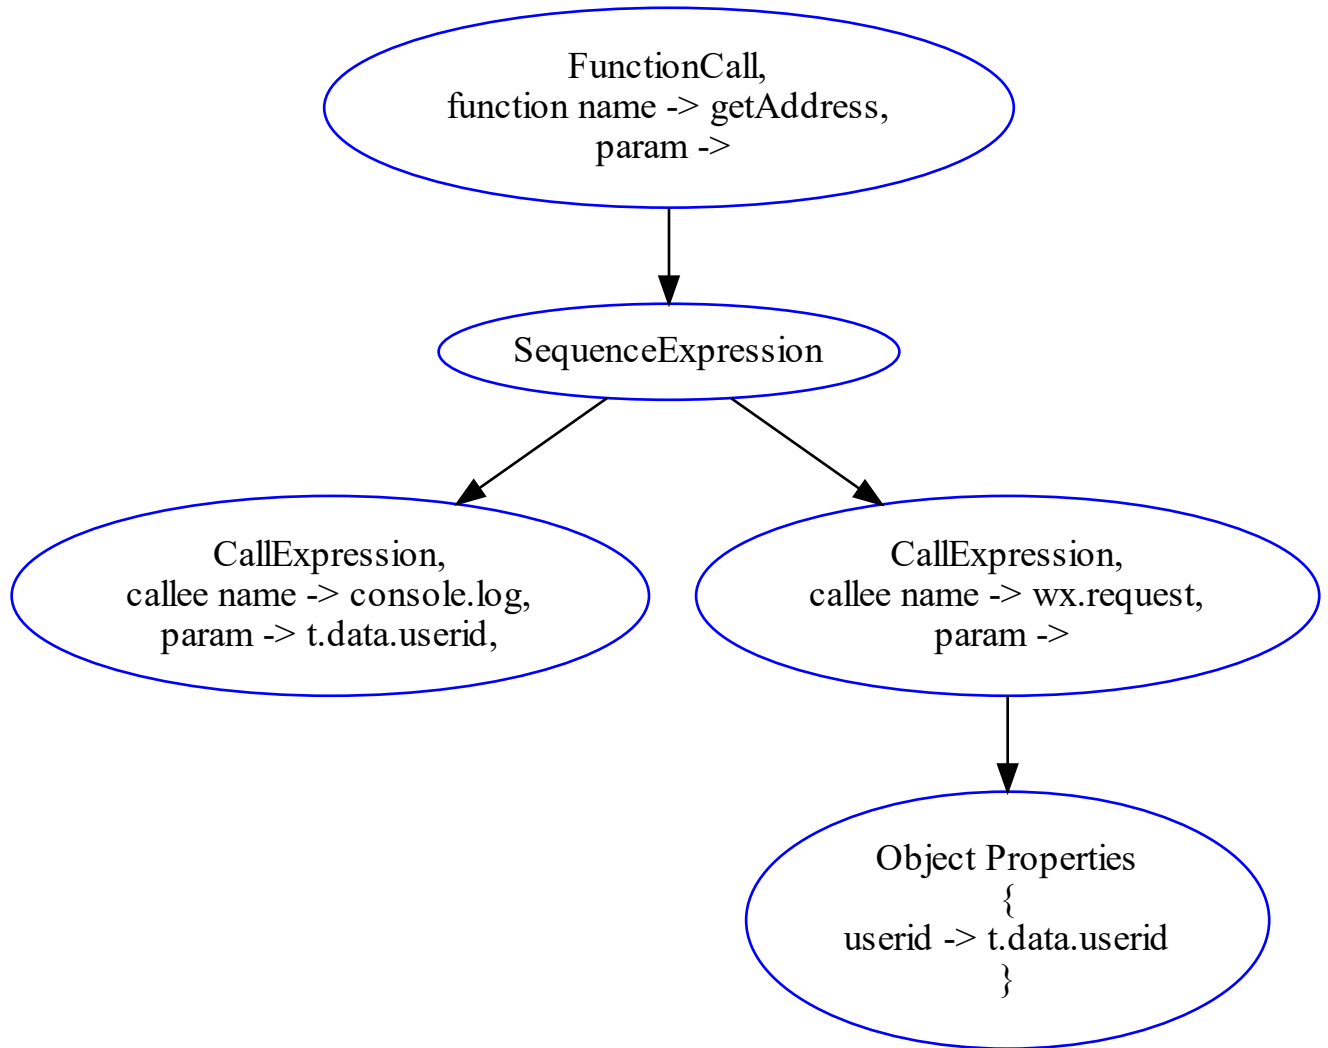 FunctionCall,
function name -> getAddress,
param ->
SequenceExpression
CallExpression,
callee name -> console.log,
param -> t.data.userid,
CallExpression,
callee name -> wx.request,
param ->
Object Properties
{
userid -> t.data.userid
}